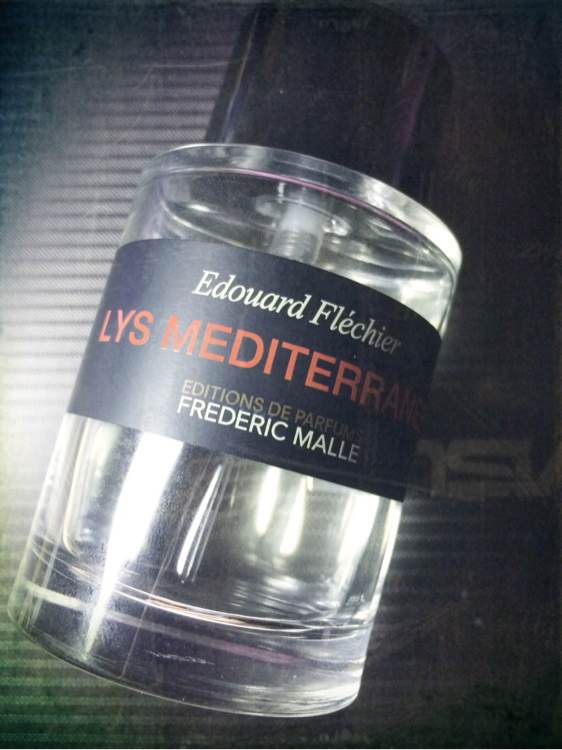 Edouard Fléchier
LYS MEDITERRANE
EDITIONS DE PARFUMS
FREDERIC MALLE